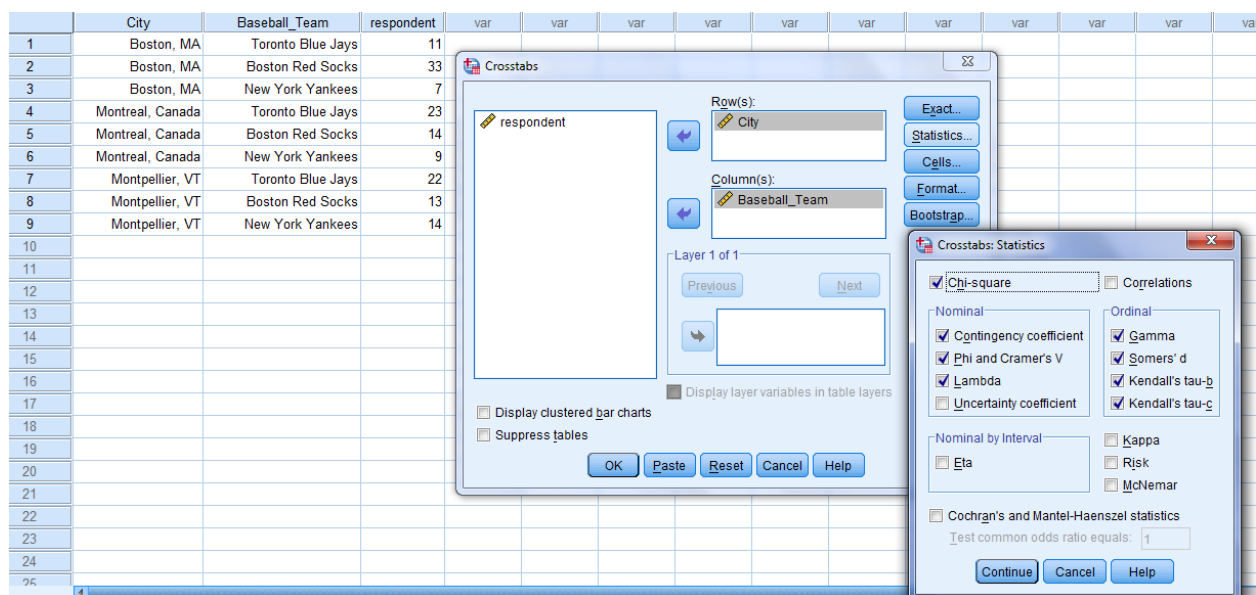 City Baseball_Team respondent var var var var var var var var var va
1 Boston, MA Toronto Blue Jays 11
2 Boston, MA Boston Red Socks 33
3 Boston, MA New York Yankees 7
4 Montreal, Canada Toronto Blue Jays 23
5 Montreal, Canada Boston Red Socks 14
6 Montreal, Canada New York Yankees 9
7 Montpellier, VT Toronto Blue Jays 22
8 Montpellier, VT Boston Red Socks 13
9 Montpellier, VT New York Yankees 14
10
11
12
13
14
15
16
17
18
19
20
21
22
23
24
25
Crosstabs
respondent
Row(s):
City
Column(s):
Baseball_Team
Exact...
Statistics...
Cells...
Format...
Bootstrap...
Layer 1 of 1
Previous Next
Display layer variables in table layers
Display clustered bar charts
Suppress tables
OK Paste Reset Cancel Help
Crosstabs: Statistics
Chi-square Correlations
Nominal
Contingency coefficient
Phi and Cramer's V
Lambda
Uncertainty coefficient
Ordinal
Gamma
Somers' d
Kendall's tau-b
Kendall's tau-c
Nominal by Interval
Eta
Kappa
Risk
McNemar
Cochran's and Mantel-Haenszel statistics
Test common odds ratio equals: 1
Continue Cancel Help